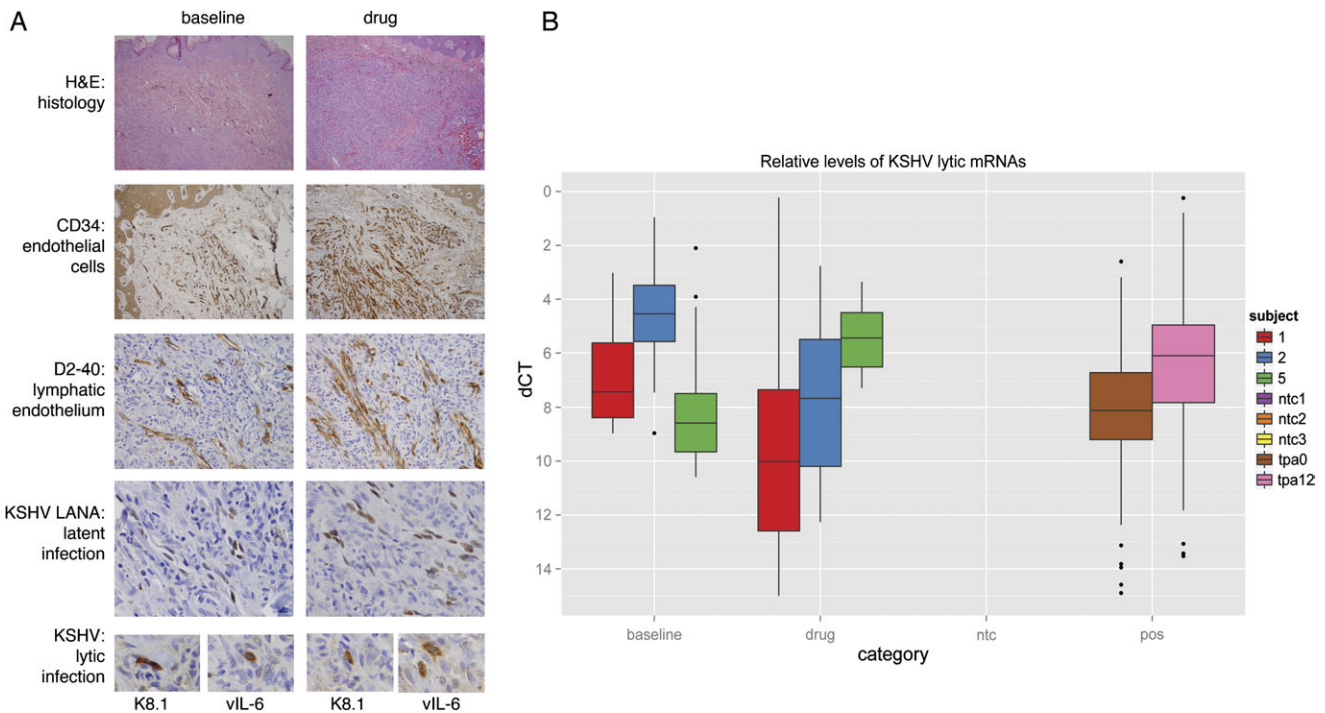 A
baseline
drug
H&E:
histology
CD34:
endothelial
cells
D2-40:
lymphatic
endothelium
KSHV LANA:
latent
infection
KSHV:
lytic
infection
K8.1
vIL-6
K8.1
vIL-6
B
Relative levels of KSHV lytic mRNAs
dCT
0
2
4
6
8
10
12
14
baseline
drug
ntc
pos
category
subject
1
2
5
ntc1
ntc2
ntc3
tpa0
tpa12